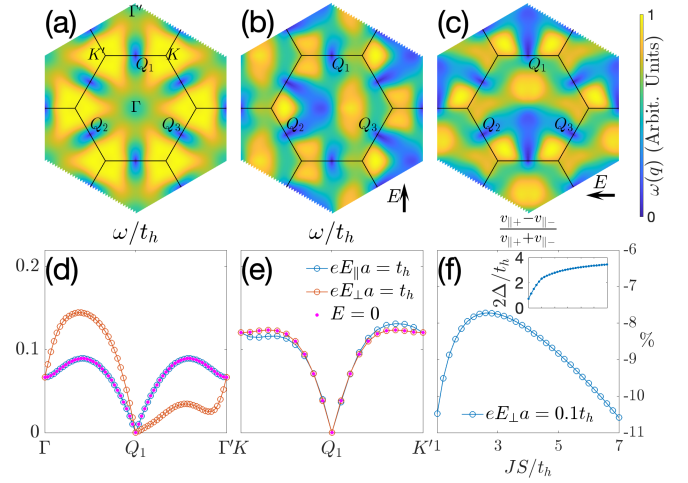 (a) (b) (c)
Γ′
K′ K
Q₁ Q₁ Q₁
Γ
Q₂ Q₃ Q₂ Q₃ Q₂ Q₃
E E
1
ω(q) (Arbit. Units)
0
ω/tₕ ω/tₕ (v∥₊−v∥₋)/(v∥₊+v∥₋)
(d) (e) (f)
0.2
0.1
0
eE∥a = tₕ
eE⊥a = tₕ
E = 0
2Δ/tₕ
4
2
0
-6
-7
-8
%
-9
-10
-11
eE⊥a = 0.1tₕ
Γ Q₁ Γ′ K Q₁ K′ 1 3 5 7
JS/tₕ